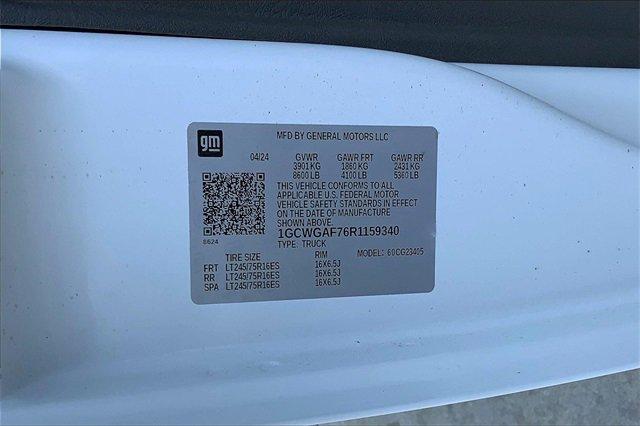 gm
MFD BY GENERAL MOTORS LLC
04/24 GVWR GAWR FRT GAWR RR
3901 KG 1860 KG 2431 KG
8600 LB 4100 LB 5360 LB
THIS VEHICLE CONFORMS TO ALL
APPLICABLE U.S. FEDERAL MOTOR
VEHICLE SAFETY STANDARDS IN EFFECT
ON THE DATE OF MANUFACTURE
SHOWN ABOVE.
8624 1GCWGAF76R1159340
TYPE: TRUCK
MODEL: 60CG23405
TIRE SIZE RIM
FRT LT245/75R16ES 16X6.5J
RR LT245/75R16ES 16X6.5J
SPA LT245/75R16ES 16X6.5J